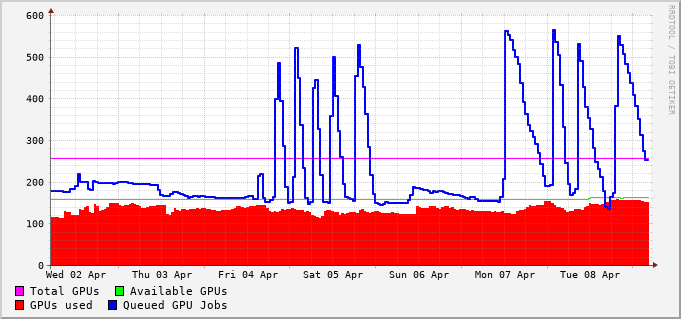 RRDTOOL / TOBI OETIKER
600
500
400
300
200
100
0
Wed 02 Apr Thu 03 Apr Fri 04 Apr Sat 05 Apr Sun 06 Apr Mon 07 Apr Tue 08 Apr
Total GPUs Available GPUs
GPUs used Queued GPU Jobs